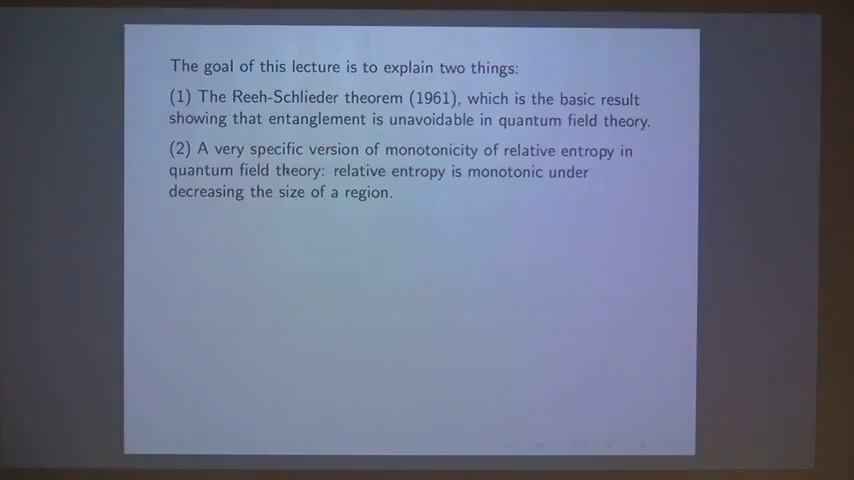 The goal of this lecture is to explain two things:
(1) The Reeh-Schlieder theorem (1961), which is the basic result
showing that entanglement is unavoidable in quantum field theory.
(2) A very specific version of monotonicity of relative entropy in
quantum field theory: relative entropy is monotonic under
decreasing the size of a region.